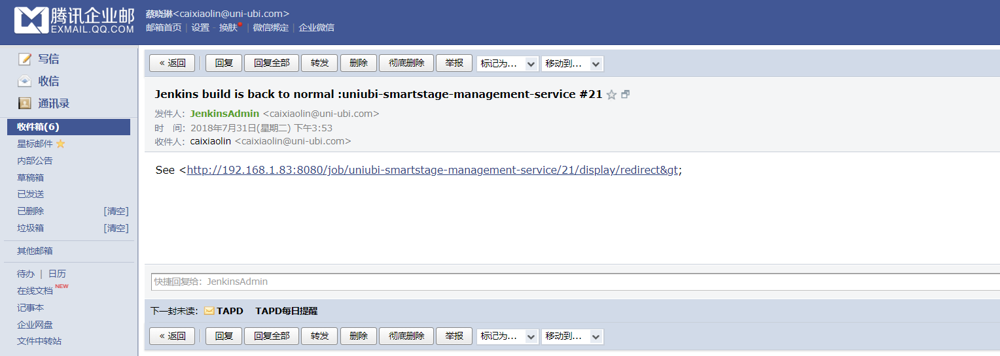 腾讯企业邮
EXMAIL.QQ.COM
蔡晓琳<caixiaolin@uni-ubi.com>
邮箱首页 | 设置 - 换肤 | 微信绑定 | 企业微信
写信
收信
通讯录
收件箱(6)
星标邮件
内部公告
草稿箱
已发送
已删除 [清空]
垃圾箱 [清空]
其他邮箱
待办 | 日历
在线文档 NEW
记事本
企业网盘
文件中转站
« 返回 回复 回复全部 转发 删除 彻底删除 举报 标记为... 移动到...
Jenkins build is back to normal :uniubi-smartstage-management-service #21
发件人：JenkinsAdmin <caixiaolin@uni-ubi.com>
时 间：2018年7月31日(星期二) 下午3:53
收件人：caixiaolin <caixiaolin@uni-ubi.com>
See <http://192.168.1.83:8080/job/uniubi-smartstage-management-service/21/display/redirect&gt;
快捷回复给：JenkinsAdmin
下一封未读： TAPD TAPD每日提醒
« 返回 回复 回复全部 转发 删除 彻底删除 举报 标记为... 移动到...